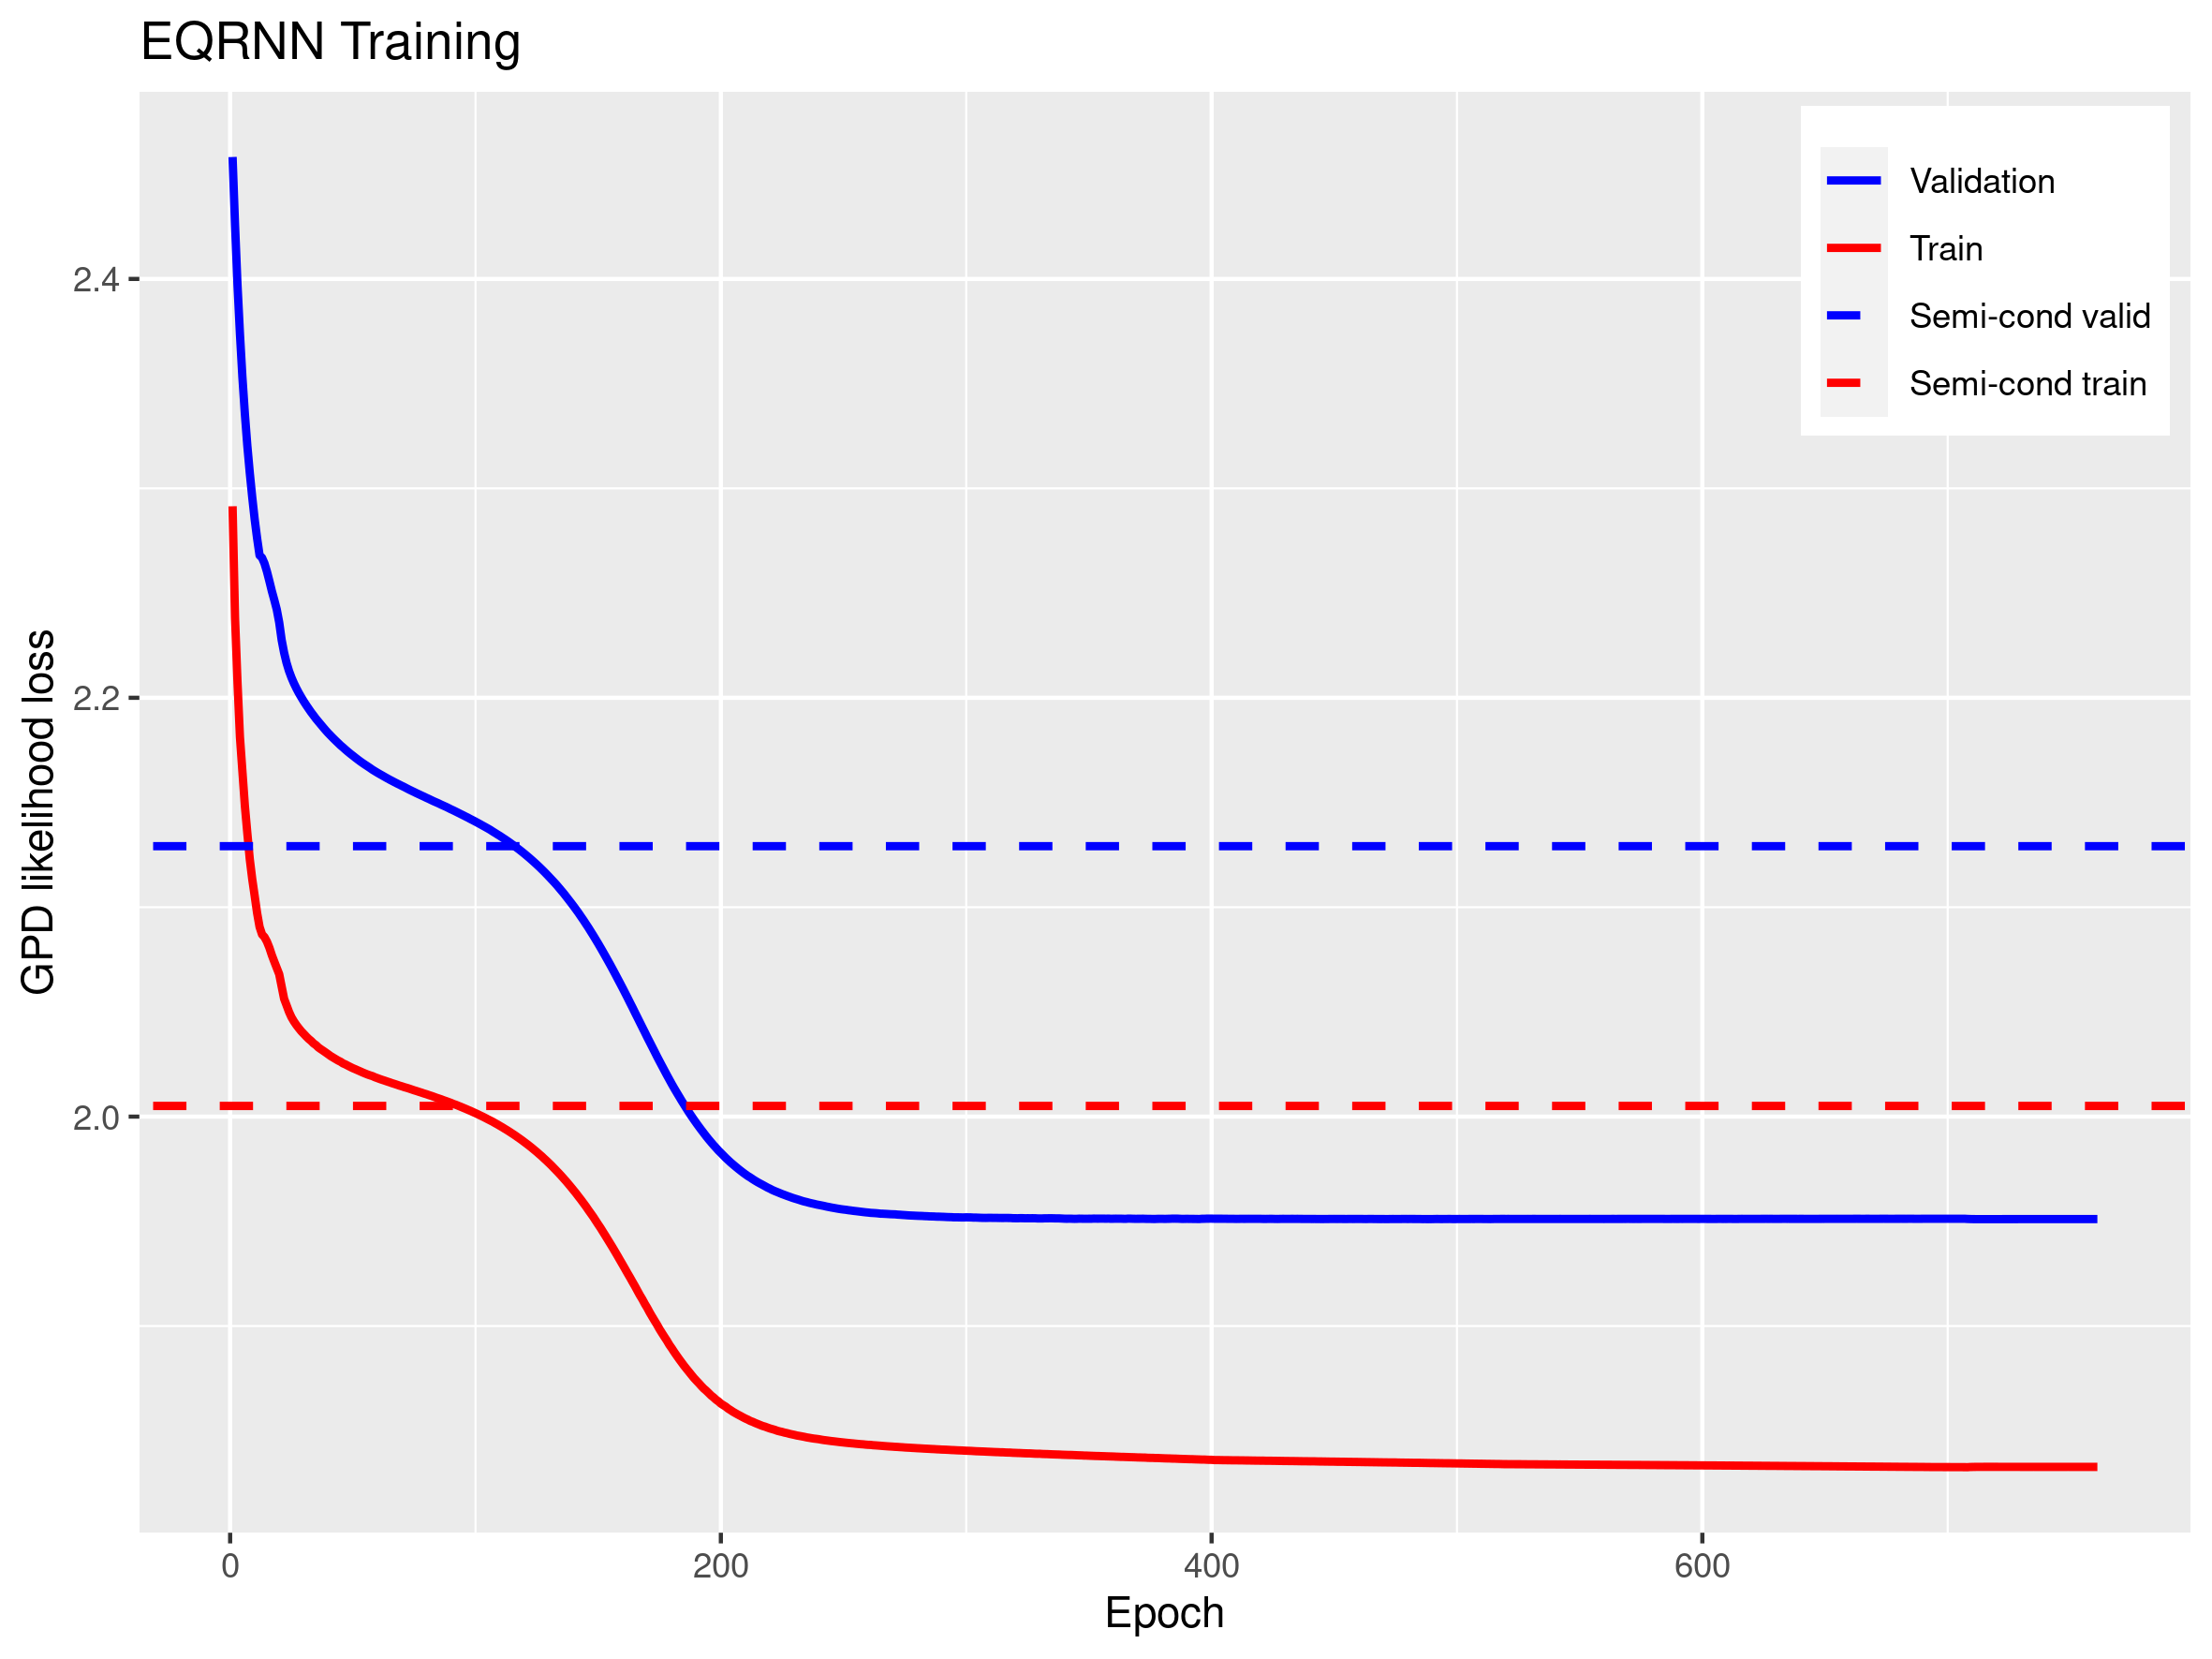 EQRNN Training
Validation
Train
Semi-cond valid
Semi-cond train
GPD likelihood loss
2.4
2.2
2.0
0 200 400 600
Epoch